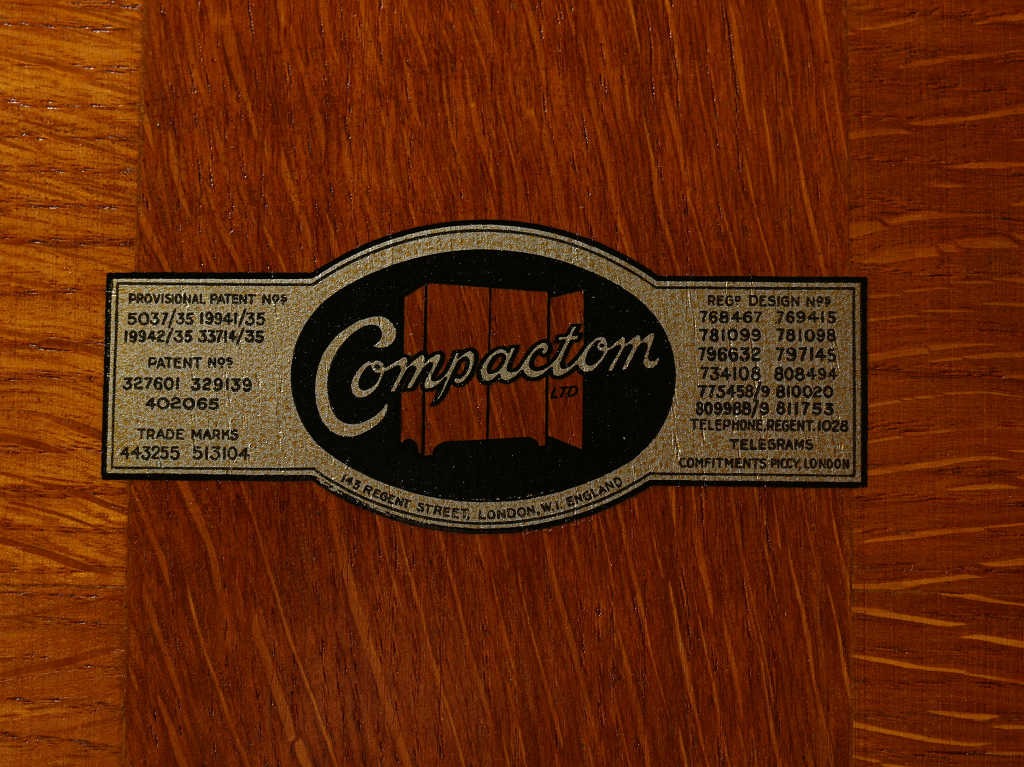 PROVISIONAL PATENT Nos
5037/35 19941/35
19942/35 33714/35
PATENT Nos
327601 329139
402065
TRADE MARKS
443255 513104
Compactom
LTD
143 REGENT STREET, LONDON, W.1. ENGLAND
REGD DESIGN Nos
768467 769415
781099 781098
796632 797145
734108 808494
773458/9 810020
809988/9 811753
TELEPHONE, REGENT. 1028
TELEGRAMS
COMFITMENTS PICCY, LONDON